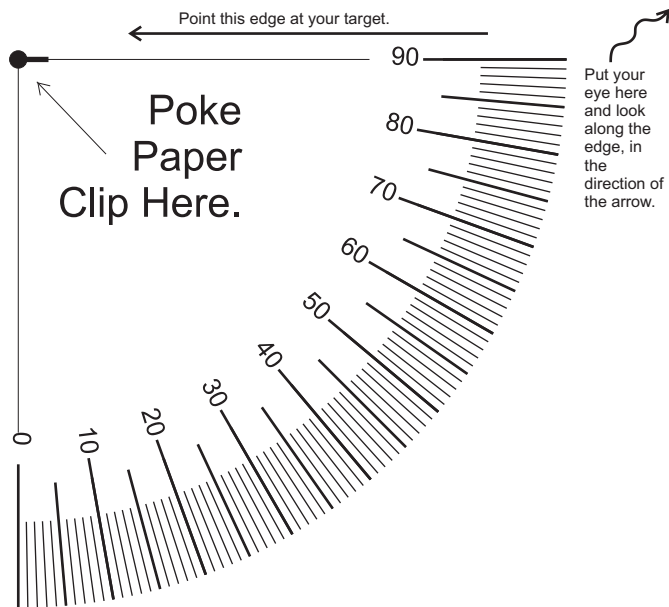 Point this edge at your target.
90
Put your
eye here
and look
along the
edge, in
the
direction of
the arrow.
Poke
Paper
Clip Here.
80
70
60
50
40
30
20
10
0